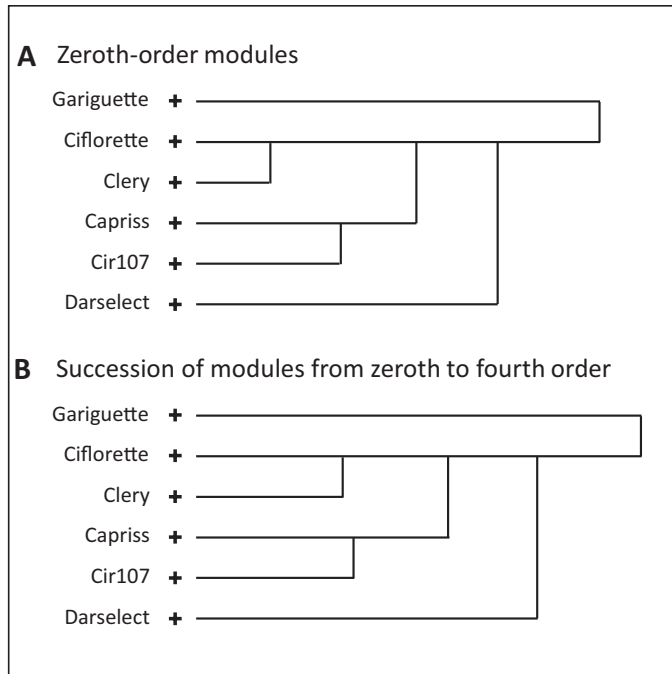 A Zeroth-order modules
Gariguette +
Ciflorette +
Clery +
Capriss +
Cir107 +
Darselect +
B Succession of modules from zeroth to fourth order
Gariguette +
Ciflorette +
Clery +
Capriss +
Cir107 +
Darselect +